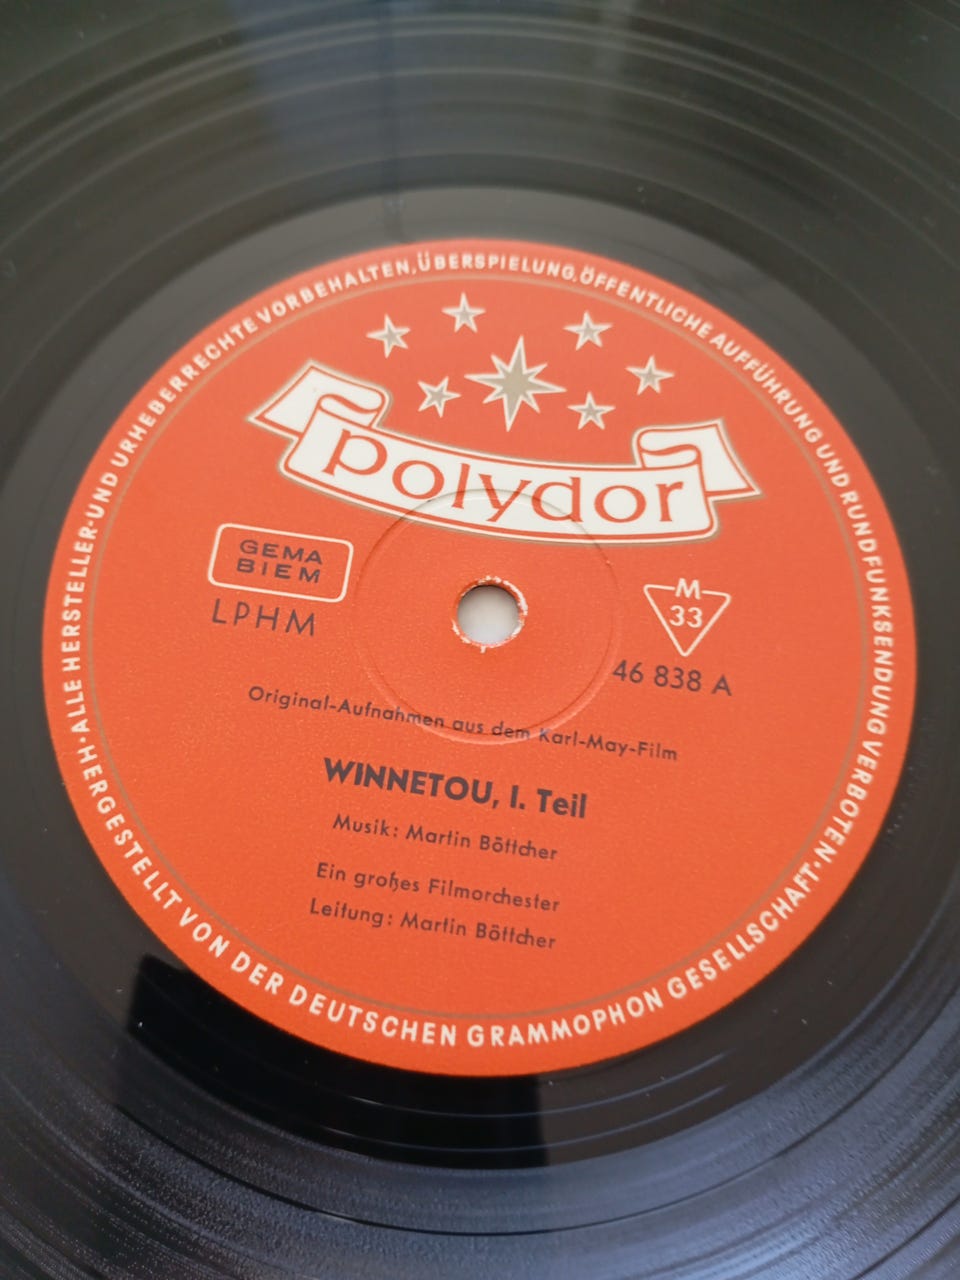 ·HERGESTELLT VON DER DEUTSCHEN GRAMMOPHON GESELLSCHAFT·
ALLE HERSTELLER-UND URHEBERRECHTE VORBEHALTEN,ÜBERSPIELUNG,ÖFFENTLICHE AUFFÜHRUNG UND RUNDFUNKSENDUNG VERBOTEN
polydor
GEMA
BIEM
LPHM
M
33
46 838 A
Original-Aufnahmen aus dem Karl-May-Film
WINNETOU, I. Teil
Musik: Martin Böttcher
Ein großes Filmorchester
Leitung: Martin Böttcher